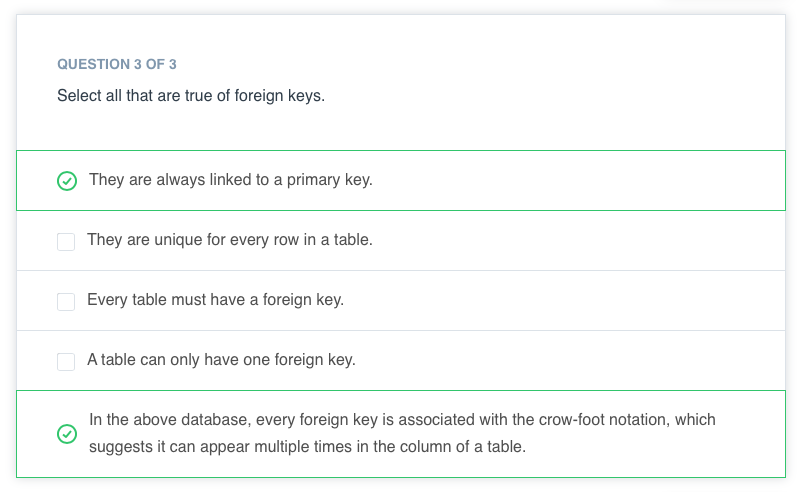 QUESTION 3 OF 3
Select all that are true of foreign keys.
They are always linked to a primary key.
They are unique for every row in a table.
Every table must have a foreign key.
A table can only have one foreign key.
In the above database, every foreign key is associated with the crow-foot notation, which
suggests it can appear multiple times in the column of a table.